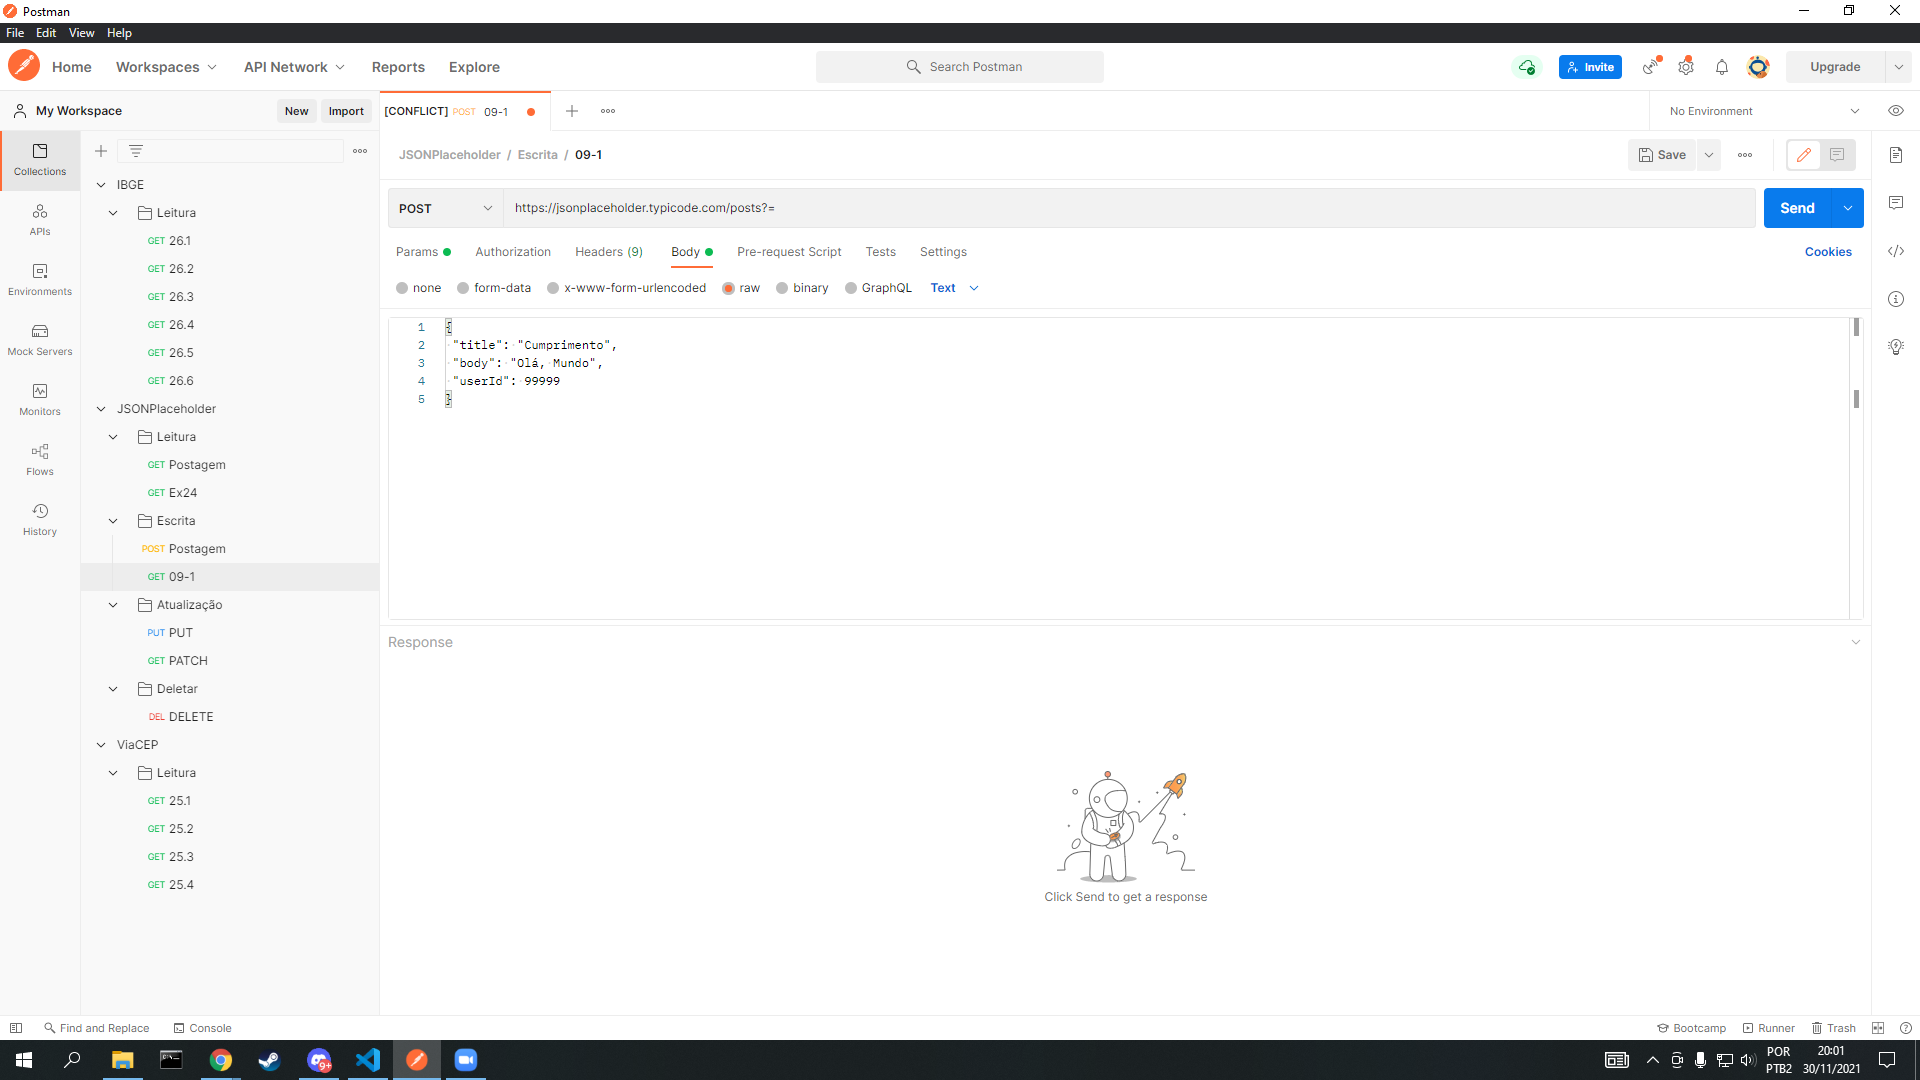 Postman
File Edit View Help
Home Workspaces API Network Reports Explore
Search Postman
Invite
Upgrade
My Workspace New Import
[CONFLICT] POST 09-1
No Environment
Collections
APIs
Environments
Mock Servers
Monitors
Flows
History
IBGE
Leitura
GET 26.1
GET 26.2
GET 26.3
GET 26.4
GET 26.5
GET 26.6
JSONPlaceholder
Leitura
GET Postagem
GET Ex24
Escrita
POST Postagem
GET 09-1
Atualização
PUT PUT
GET PATCH
Deletar
DEL DELETE
ViaCEP
Leitura
GET 25.1
GET 25.2
GET 25.3
GET 25.4
JSONPlaceholder / Escrita / 09-1
Save
POST https://jsonplaceholder.typicode.com/posts?= Send
Params Authorization Headers (9) Body Pre-request Script Tests Settings Cookies
none form-data x-www-form-urlencoded raw binary GraphQL Text
1 {
2 "title": "Cumprimento",
3 "body": "Olá, Mundo",
4 "userId": 99999
5 }
Response
Click Send to get a response
Find and Replace Console
Bootcamp Runner Trash
9+
POR
PTB2
20:01
30/11/2021